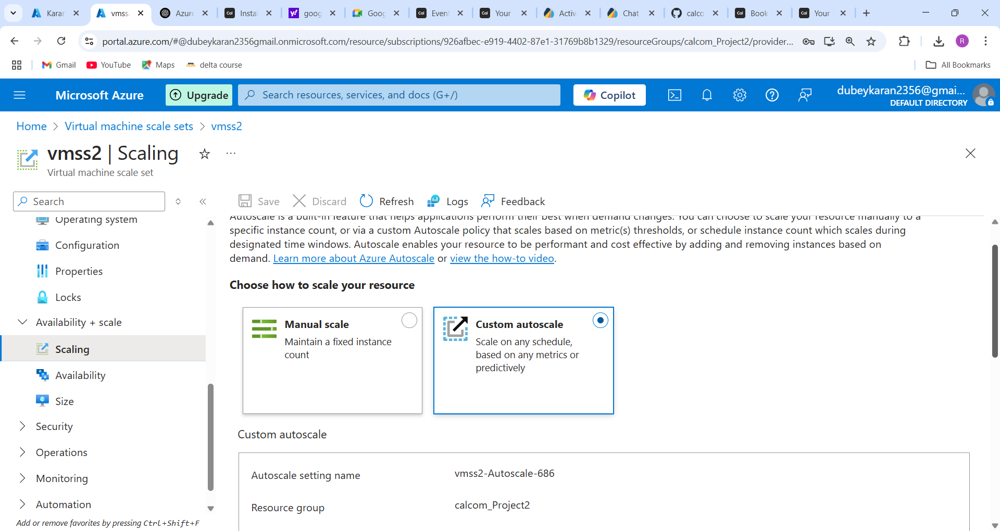 Karan
vmss
Azure
Instal
goog
Goog
Even
Your
Activ
Chat
calco
Book
Your
portal.azure.com/#@dubeykaran2356gmail.onmicrosoft.com/resource/subscriptions/926afbec-e919-4402-87e1-31769b8b1329/resourceGroups/calcom_Project2/provider...
R
Gmail
YouTube
Maps
delta course
All Bookmarks
Microsoft Azure
Upgrade
Search resources, services, and docs (G+/)
Copilot
dubeykaran2356@gmai...
DEFAULT DIRECTORY
Home > Virtual machine scale sets > vmss2
vmss2 | Scaling
Virtual machine scale set
Search
Save
Discard
Refresh
Logs
Feedback
Operating system
Configuration
Properties
Locks
Availability + scale
Scaling
Availability
Size
Security
Operations
Monitoring
Automation
Add or remove favorites by pressing Ctrl+Shift+F
Autoscale is a built-in feature that helps applications perform their best when demand changes. You can choose to scale your resource manually to a
specific instance count, or via a custom Autoscale policy that scales based on metric(s) thresholds, or schedule instance count which scales during
designated time windows. Autoscale enables your resource to be performant and cost effective by adding and removing instances based on
demand. Learn more about Azure Autoscale or view the how-to video.
Choose how to scale your resource
Manual scale
Maintain a fixed instance
count
Custom autoscale
Scale on any schedule,
based on any metrics or
predictively
Custom autoscale
Autoscale setting name
vmss2-Autoscale-686
Resource group
calcom_Project2